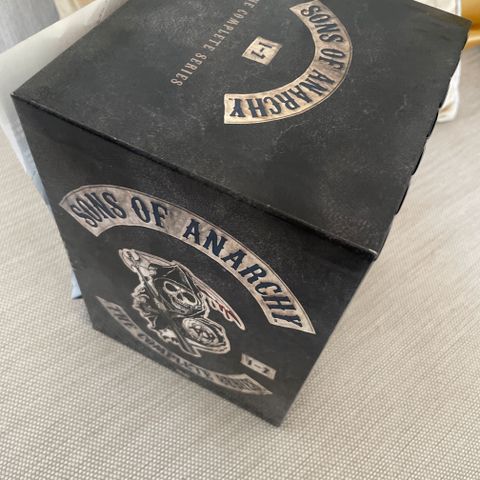 SONS OF ANARCHY
1-7
THE COMPLETE SERIES
SONS OF ANARCHY
THE COMPLETE SERIES
1-7